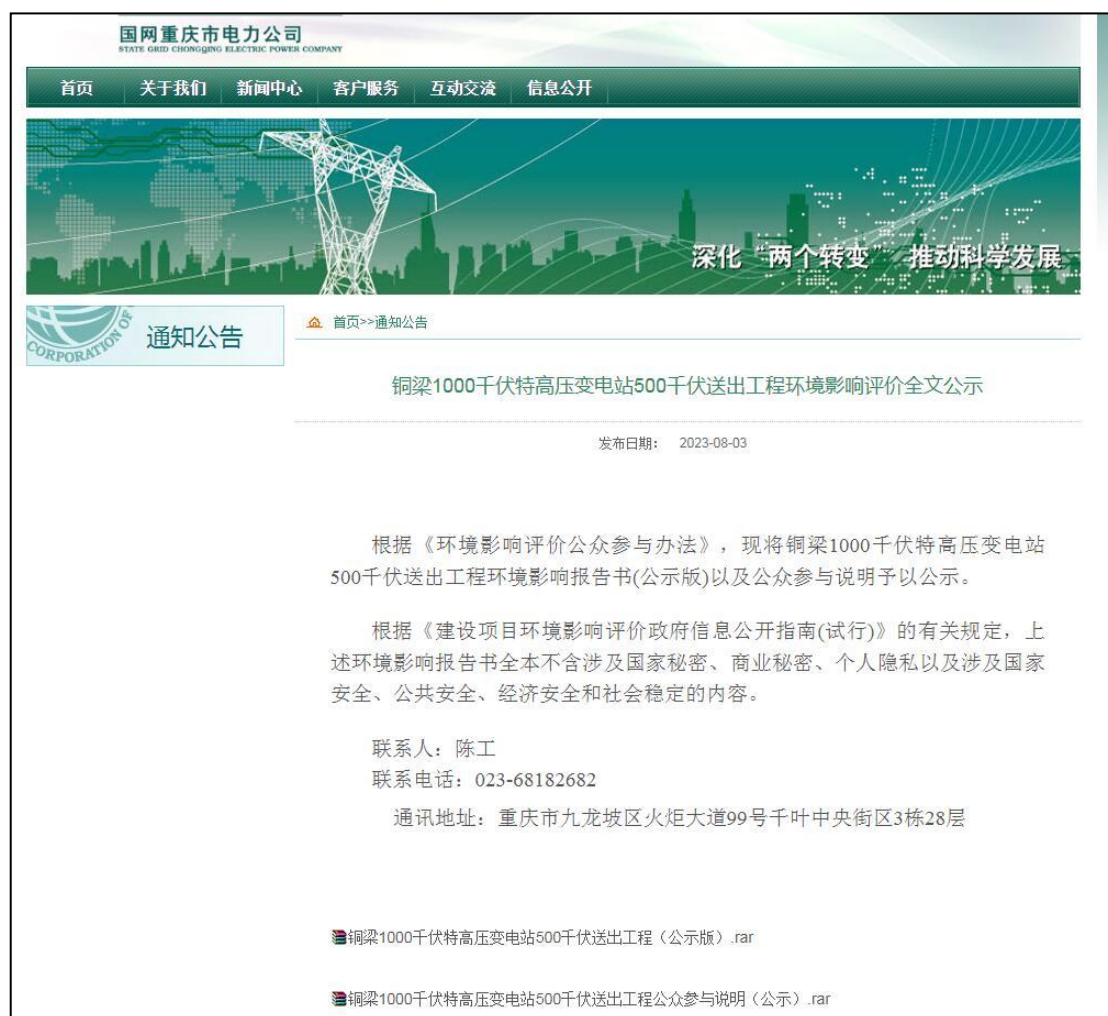 国网重庆市电力公司
STATE GRID CHONGQING ELECTRIC POWER COMPANY
首页 关于我们 新闻中心 客户服务 互动交流 信息公开
深化“两个转变” 推动科学发展
CORPORATION OF
通知公告
首页>>通知公告
铜梁1000千伏特高压变电站500千伏送出工程环境影响评价全文公示
发布日期: 2023-08-03
根据《环境影响评价公众参与办法》，现将铜梁1000千伏特高压变电站
500千伏送出工程环境影响报告书(公示版)以及公众参与说明予以公示。
根据《建设项目环境影响评价政府信息公开指南(试行)》的有关规定，上
述环境影响报告书全本不含涉及国家秘密、商业秘密、个人隐私以及涉及国家
安全、公共安全、经济安全和社会稳定的内容。
联系人：陈工
联系电话：023-68182682
通讯地址：重庆市九龙坡区火炬大道99号千叶中央街区3栋28层
铜梁1000千伏特高压变电站500千伏送出工程（公示版）.rar
铜梁1000千伏特高压变电站500千伏送出工程公众参与说明（公示）.rar